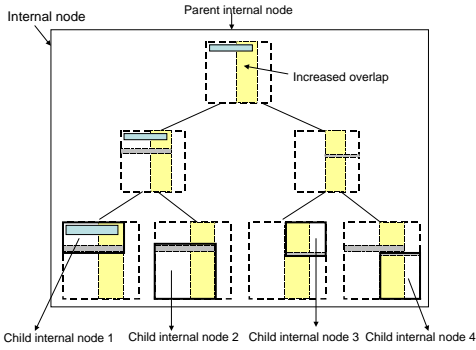 Parent internal node
Internal node
Increased overlap
Child internal node 1
Child internal node 2
Child internal node 3
Child internal node 4